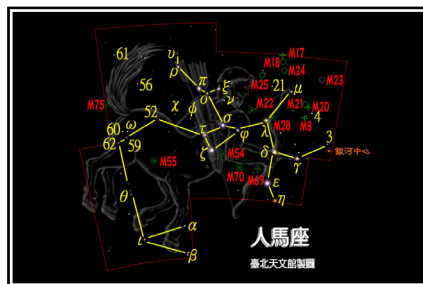 61
υ
ρ
M17
M18
M24
M25
M23
56
π
ξ
ο
ν
21
μ
M75
χ
ψ
M22
M21
M20
4
M8
52
σ
λ
M28
60
ω
τ
φ
3
62
59
ζ
M54
δ
γ
銀河中心
M55
M70
M69
ε
θ
η
α
ι
β
人馬座
臺北天文館製圖